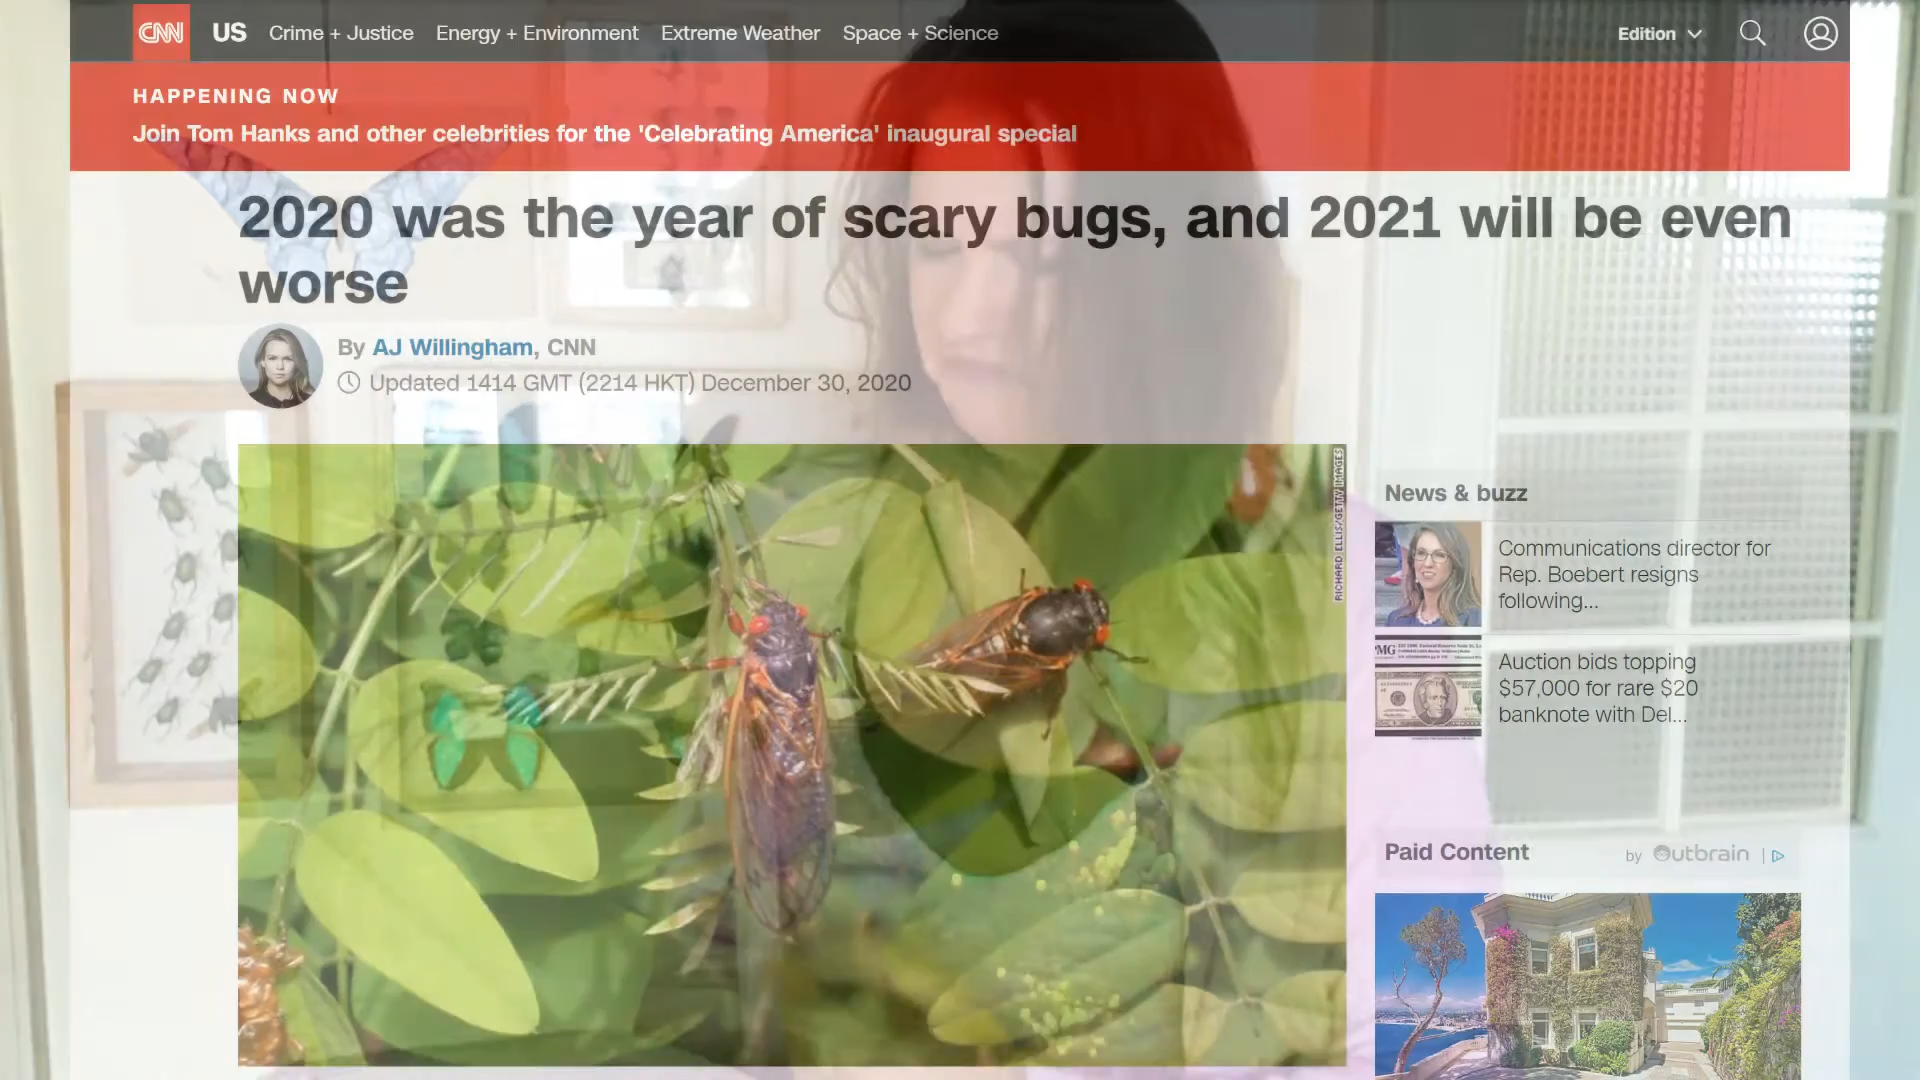 CNN US Crime + Justice Energy + Environment Extreme Weather Space + Science Edition
HAPPENING NOW
Join Tom Hanks and other celebrities for the 'Celebrating America' inaugural special
2020 was the year of scary bugs, and 2021 will be even
worse
By AJ Willingham, CNN
Updated 1414 GMT (2214 HKT) December 30, 2020
RICHARD ELLIS/GETTY IMAGES
News & buzz
Communications director for
Rep. Boebert resigns
following...
PMG
Auction bids topping
$57,000 for rare $20
banknote with Del...
Paid Content
by Outbrain